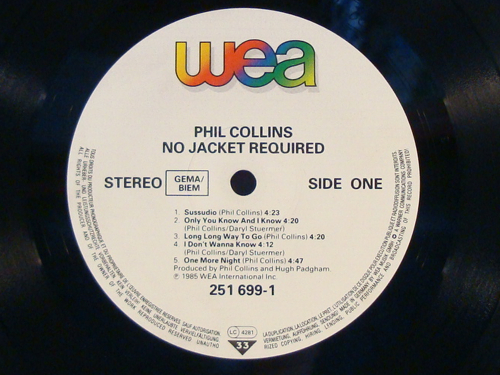 wea
PHIL COLLINS
NO JACKET REQUIRED
STEREO GEMA/ BIEM SIDE ONE
1. Sussudio (Phil Collins) 4:23
2. Only You Know And I Know 4:20
(Phil Collins/Daryl Stuermer)
3. Long Long Way To Go (Phil Collins) 4:20
4. I Don't Wanna Know 4:12
(Phil Collins/Daryl Stuermer)
5. One More Night (Phil Collins) 4:47
Produced by Phil Collins and Hugh Padgham.
℗ 1985 WEA International Inc
251 699-1
LC 4281
33